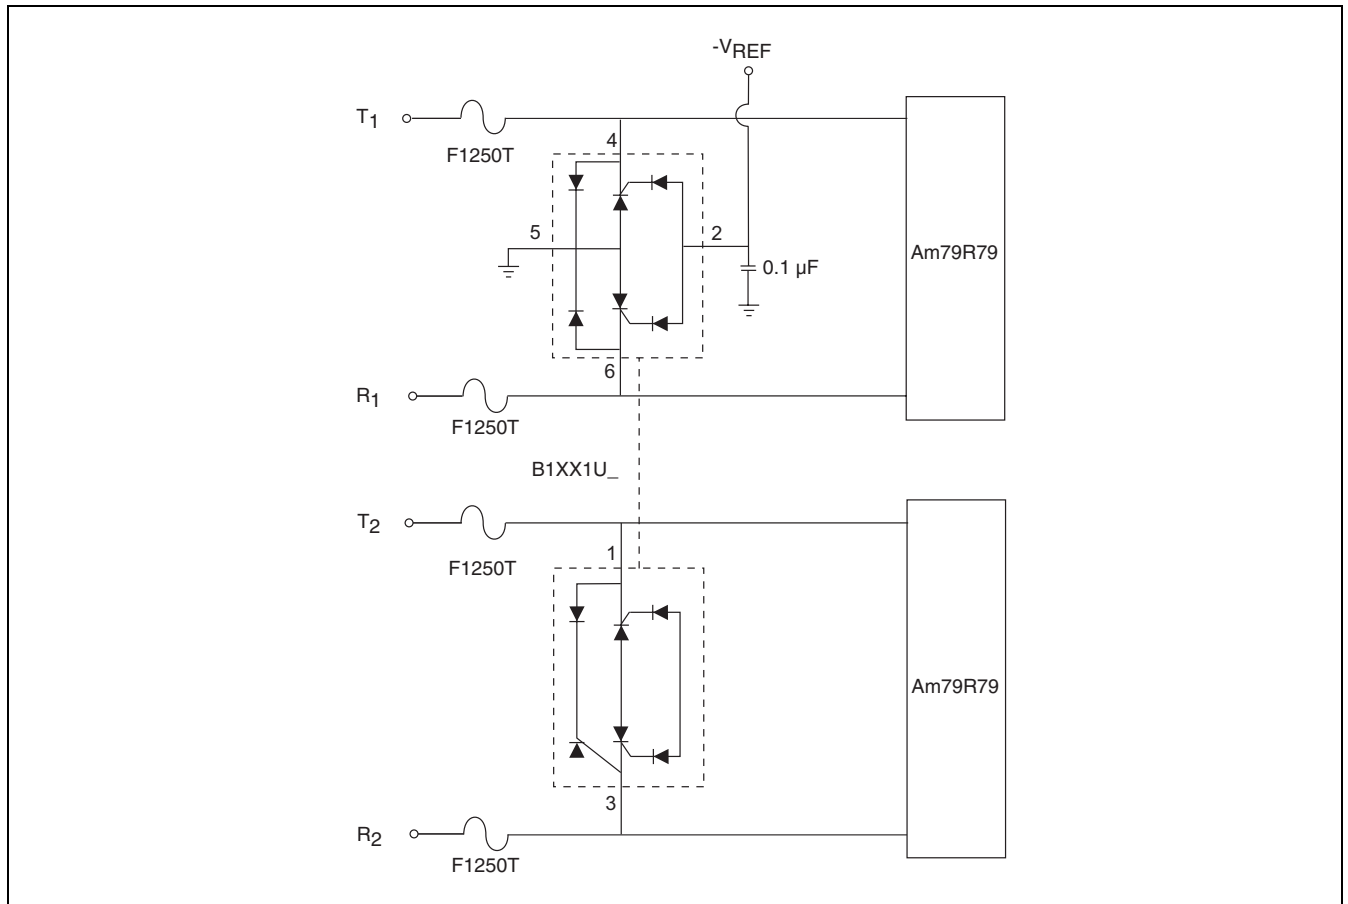 -VREF
T1
F1250T
4
5
2
Am79R79
0.1 µF
6
R1
F1250T
B1XX1U_
T2
1
F1250T
Am79R79
3
R2
F1250T